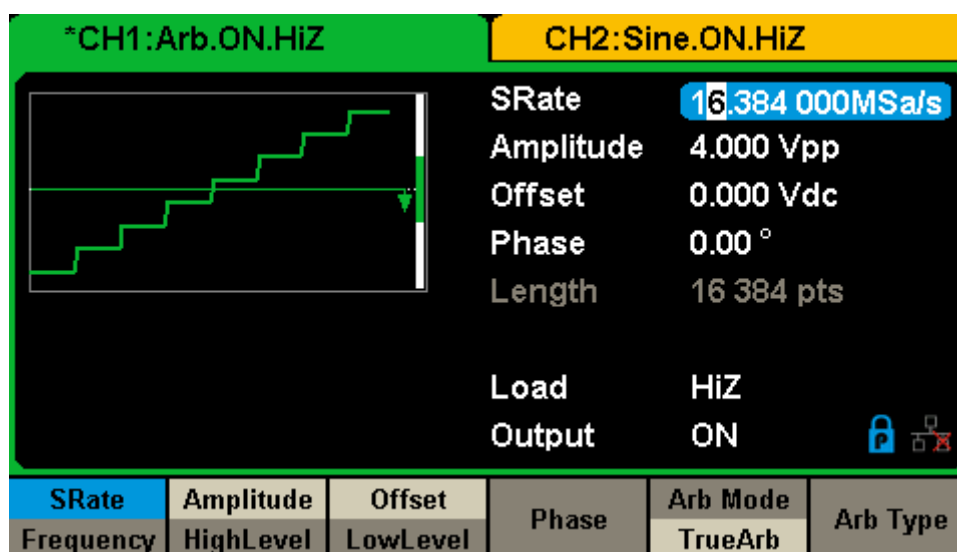 *CH1:Arb.ON.HiZ CH2:Sine.ON.HiZ
SRate 16.384 000MSa/s
Amplitude 4.000 Vpp
Offset 0.000 Vdc
Phase 0.00 °
Length 16 384 pts
Load HiZ
Output ON
P
SRate Amplitude Offset Phase Arb Mode Arb Type
Frequency HighLevel LowLevel TrueArb